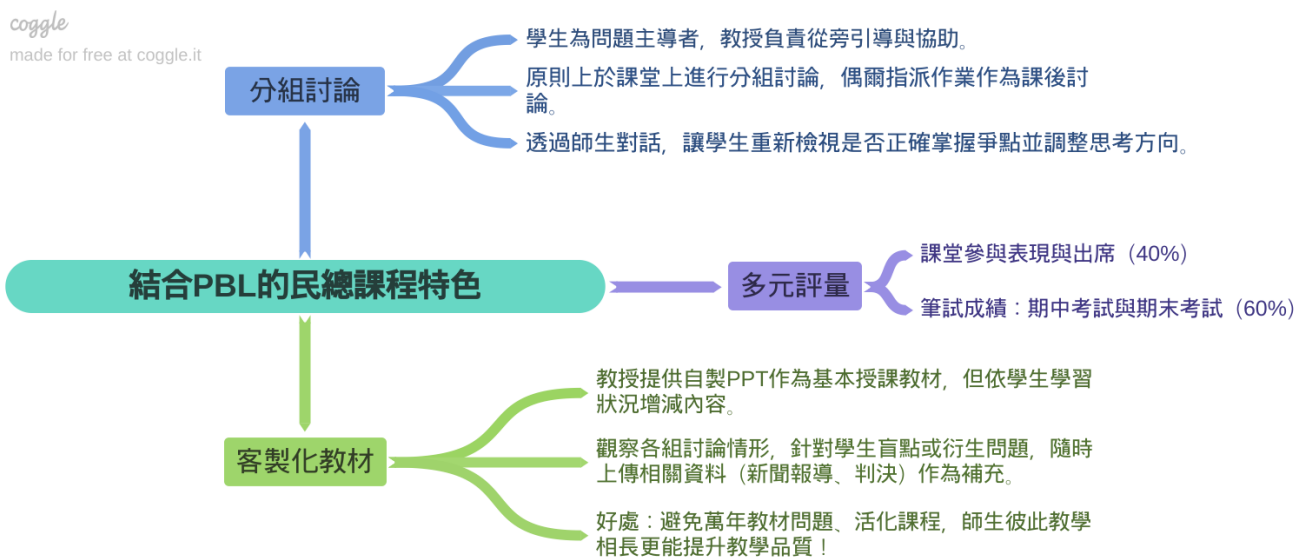 coggle
made for free at coggle.it
分組討論
學生為問題主導者，教授負責從旁引導與協助。
原則上於課堂上進行分組討論，偶爾指派作業作為課後討
論。
透過師生對話，讓學生重新檢視是否正確掌握爭點並調整思考方向。
結合PBL的民總課程特色
多元評量
課堂參與表現與出席（40%）
筆試成績：期中考試與期末考試（60%）
客製化教材
教授提供自製PPT作為基本授課教材，但依學生學習
狀況增減內容。
觀察各組討論情形，針對學生盲點或衍生問題，隨時
上傳相關資料（新聞報導、判決）作為補充。
好處：避免萬年教材問題、活化課程，師生彼此教學
相長更能提升教學品質！